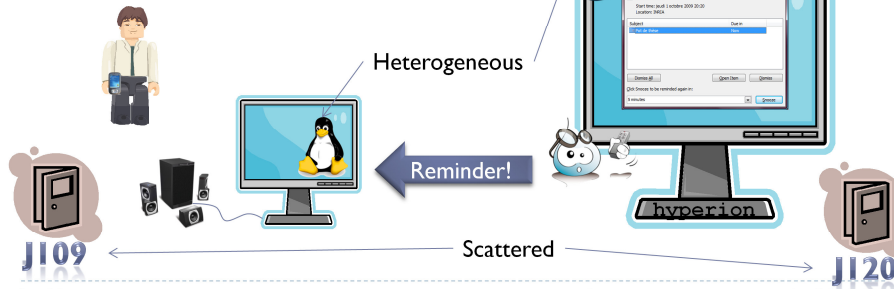 Start time: jeudi 1 octobre 2009 20:20
Location: INRIA
Subject Due in
Now
Dismiss All Open Item Dismiss
Click Snooze to be reminded again in:
5 minutes Snooze
Heterogeneous
Reminder!
hyperion
J109
Scattered
J120